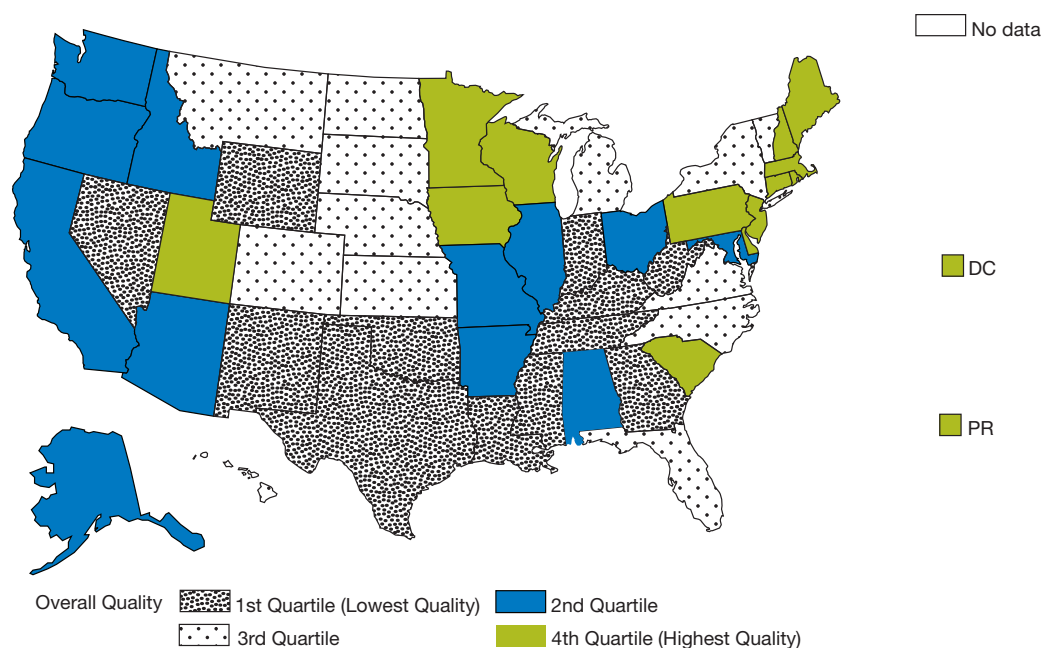 No data
DC
PR
Overall Quality
1st Quartile (Lowest Quality)
2nd Quartile
3rd Quartile
4th Quartile (Highest Quality)